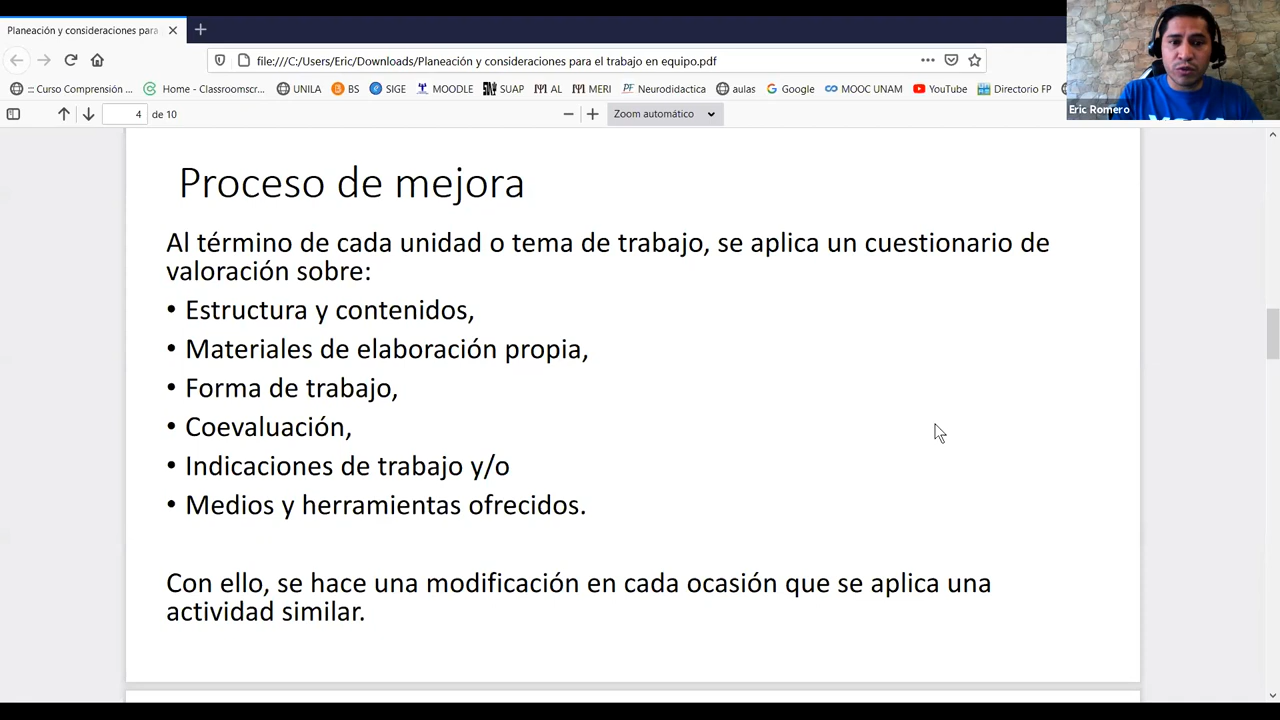 Planeación y consideraciones para
file:///C:/Users/Eric/Downloads/Planeación y consideraciones para el trabajo en equipo.pdf
:: Curso Comprensión ... Home - Classroomscr... UNILA BS SIGE MOODLE SUAP AL MERI Neurodidactica aulas Google MOOC UNAM YouTube Directorio FP
4 de 10 Zoom automático
Eric Romero
Proceso de mejora
Al término de cada unidad o tema de trabajo, se aplica un cuestionario de
valoración sobre:
• Estructura y contenidos,
• Materiales de elaboración propia,
• Forma de trabajo,
• Coevaluación,
• Indicaciones de trabajo y/o
• Medios y herramientas ofrecidos.
Con ello, se hace una modificación en cada ocasión que se aplica una
actividad similar.